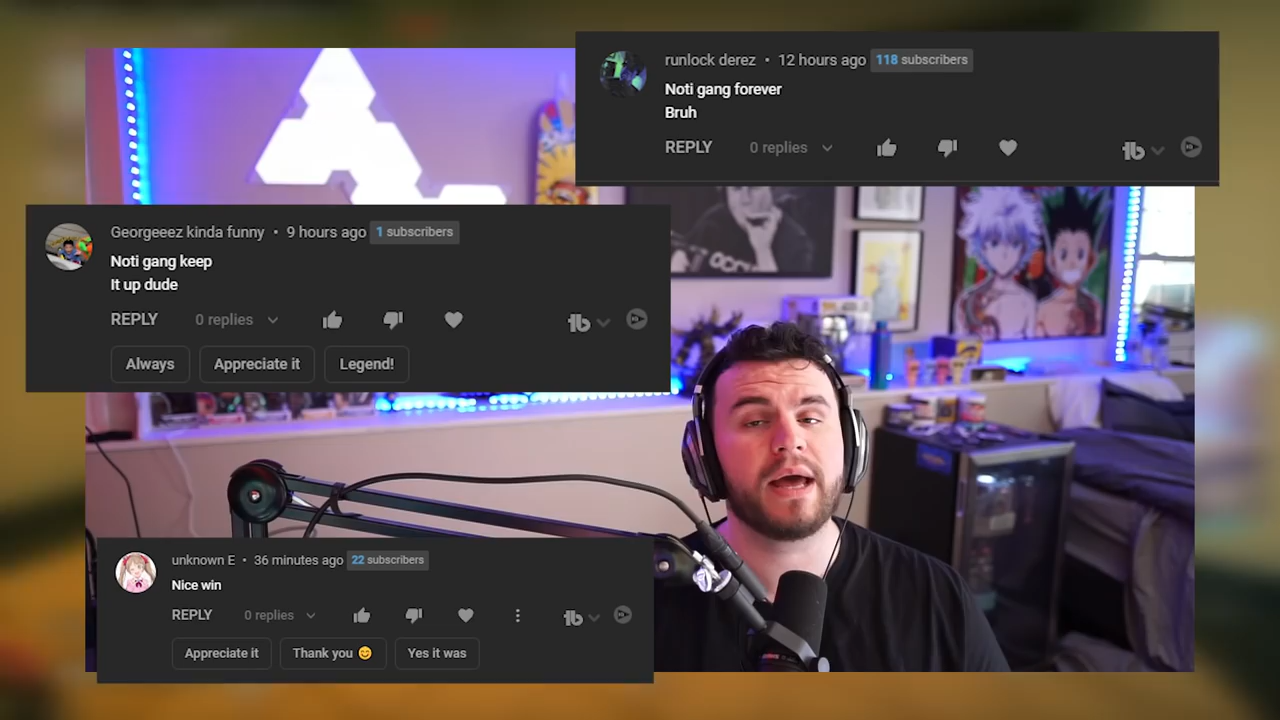 runlock derez • 12 hours ago 118 subscribers
Noti gang forever
Bruh
REPLY 0 replies
Georgeeez kinda funny • 9 hours ago 1 subscribers
Noti gang keep
It up dude
REPLY 0 replies
Always Appreciate it Legend!
unknown E • 36 minutes ago 22 subscribers
Nice win
REPLY 0 replies
Appreciate it Thank you 😊 Yes it was